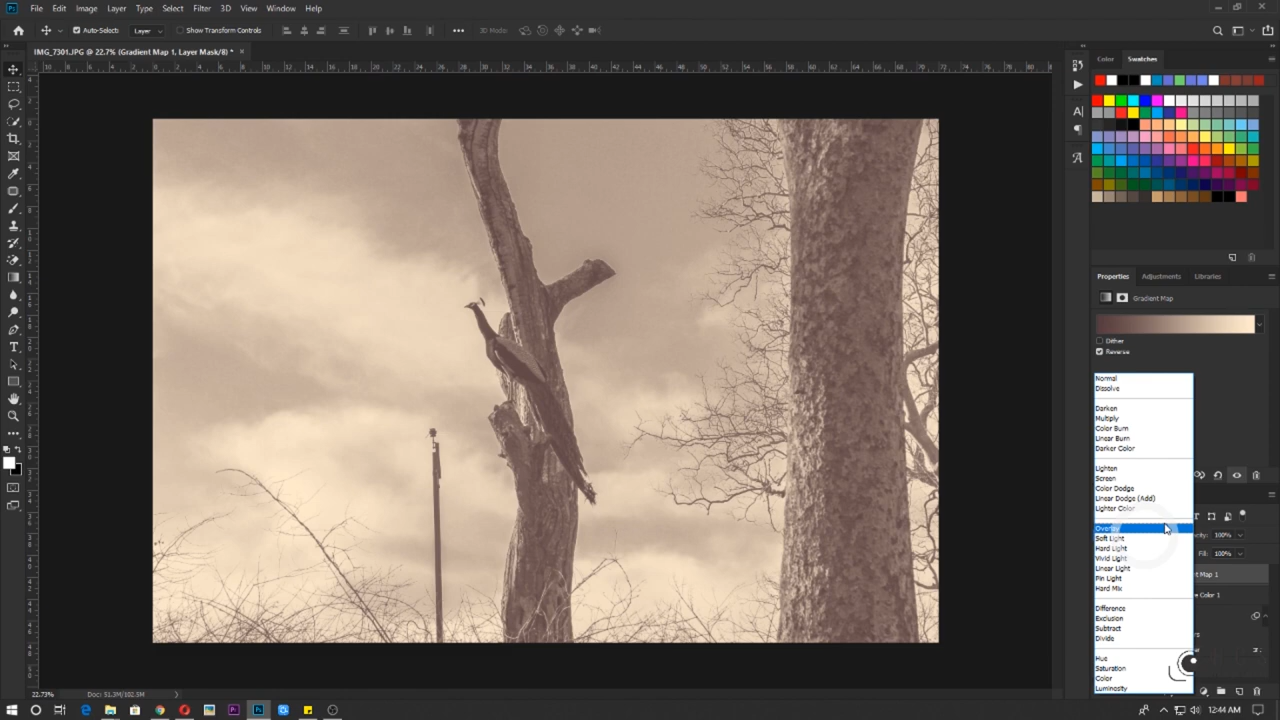 Ps File Edit Image Layer Type Select Filter 3D View Window Help
Auto-Select: Layer Show Transform Controls ••• 3D Mode:
IMG_7301.JPG @ 22.7% (Gradient Map 1, Layer Mask/8) * ×
Color Swatches
Properties Adjustments Libraries
Gradient Map
Dither
Reverse
Normal
Dissolve
Darken
Multiply
Color Burn
Linear Burn
Darker Color
Lighten
Screen
Color Dodge
Linear Dodge (Add)
Lighter Color
Overlay
Soft Light
Hard Light
Vivid Light
Linear Light
Pin Light
Hard Mix
Difference
Exclusion
Subtract
Divide
Hue
Saturation
Color
Luminosity
100%
Fill: 100%
Map 1
Color 1
22.73% Doc: 51.3M/102.5M
12:44 AM